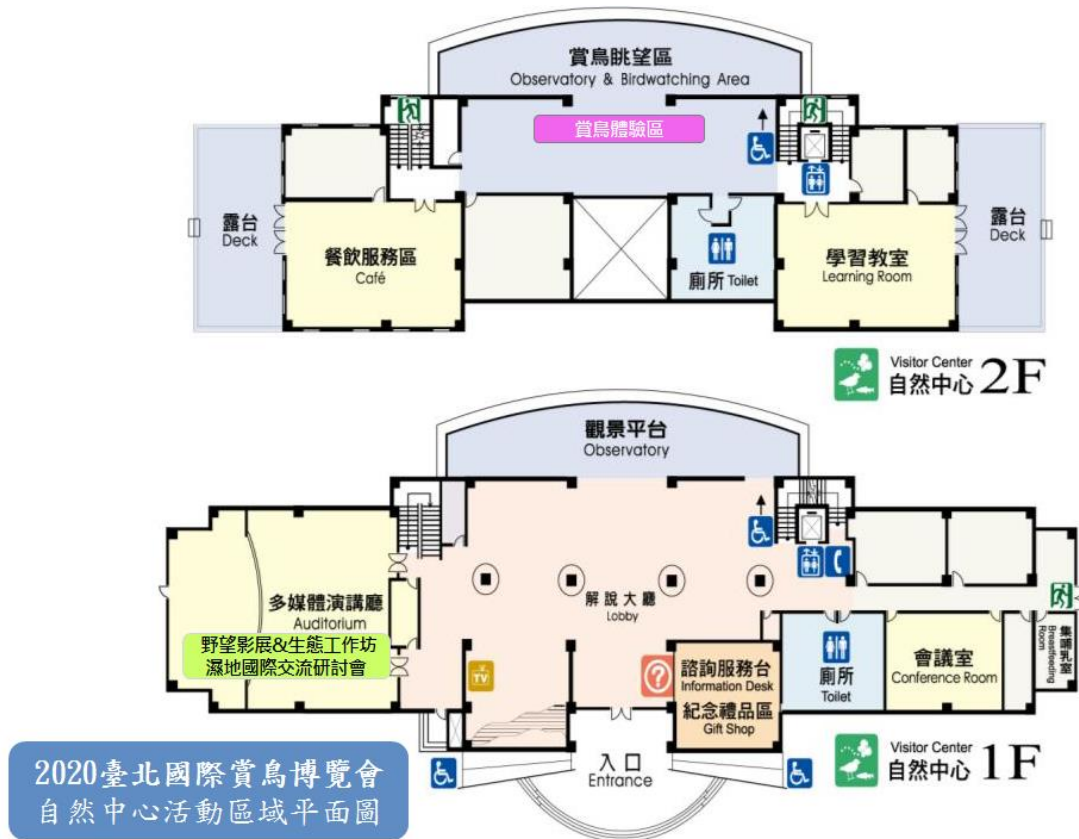 賞鳥眺望區
Observatory & Birdwatching Area
賞鳥體驗區
露台
Deck
餐飲服務區
Café
廁所 Toilet
學習教室
Learning Room
露台
Deck
Visitor Center
自然中心 2F
觀景平台
Observatory
多媒體演講廳
Auditorium
野望影展&生態工作坊
濕地國際交流研討會
解說大廳
Lobby
TV
?
諮詢服務台
Information Desk
紀念禮品區
Gift Shop
廁所
Toilet
會議室
Conference Room
集哺乳室
Breastfeeding
Room
入口
Entrance
Visitor Center
自然中心 1F
2020臺北國際賞鳥博覽會
自然中心活動區域平面圖